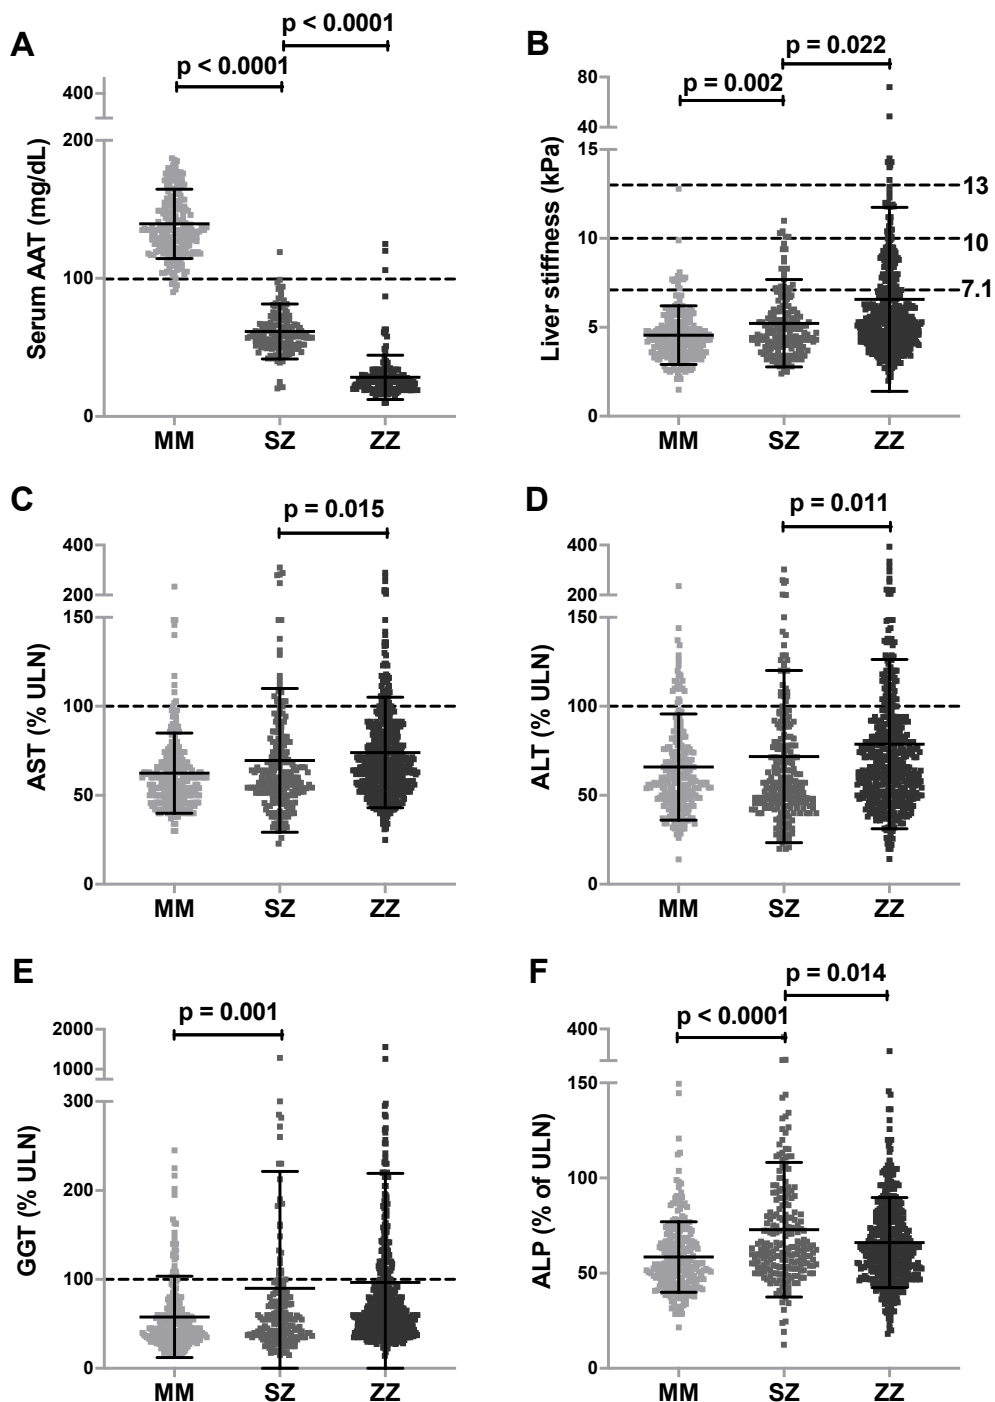 A
p < 0.0001
p < 0.0001
Serum AAT (mg/dL)
400
200
100
0
MM SZ ZZ
B
p = 0.022
p = 0.002
Liver stiffness (kPa)
80
40
15
10
5
0
13
10
7.1
MM SZ ZZ
C
p = 0.015
AST (% ULN)
400
200
150
100
50
0
MM SZ ZZ
D
p = 0.011
ALT (% ULN)
400
200
150
100
50
0
MM SZ ZZ
E
p = 0.001
GGT (% ULN)
2000
1000
300
200
100
0
MM SZ ZZ
F
p = 0.014
p < 0.0001
ALP (% of ULN)
400
150
100
50
0
MM SZ ZZ